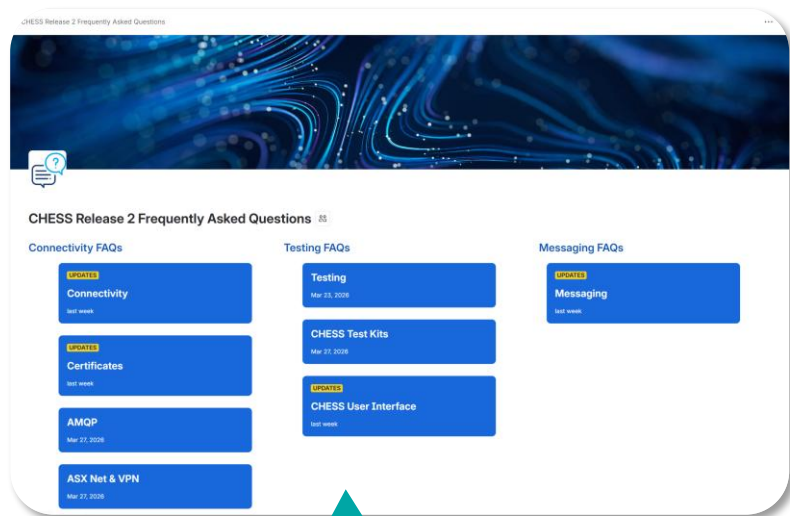 CHESS Release 2 Frequently Asked Questions
CHESS Release 2 Frequently Asked Questions
Connectivity FAQs
UPDATES
Connectivity
last week
UPDATES
Certificates
last week
AMQP
Mar 27, 2026
ASX Net & VPN
Mar 27, 2026
Testing FAQs
Testing
Mar 23, 2026
CHESS Test Kits
Mar 27, 2026
UPDATES
CHESS User Interface
last week
Messaging FAQs
UPDATES
Messaging
last week